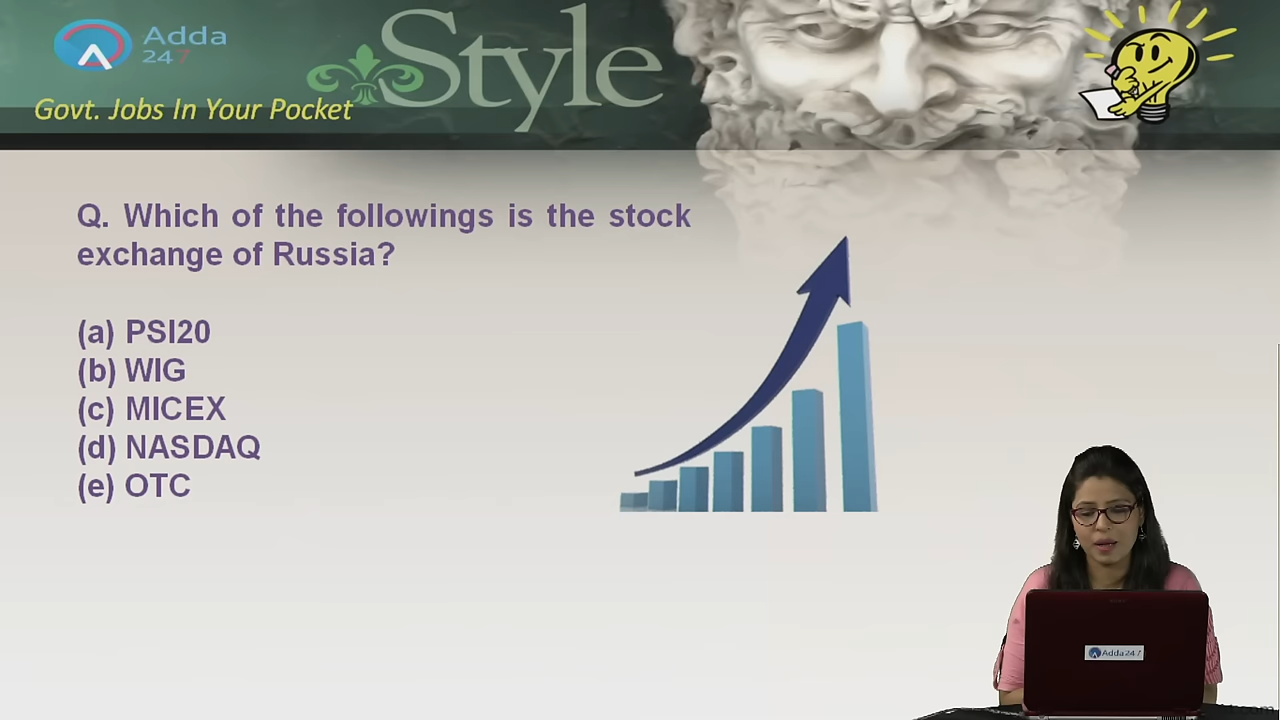 Adda
247
Style
Govt. Jobs In Your Pocket
Q. Which of the followings is the stock
exchange of Russia?
(a) PSI20
(b) WIG
(c) MICEX
(d) NASDAQ
(e) OTC
Adda247